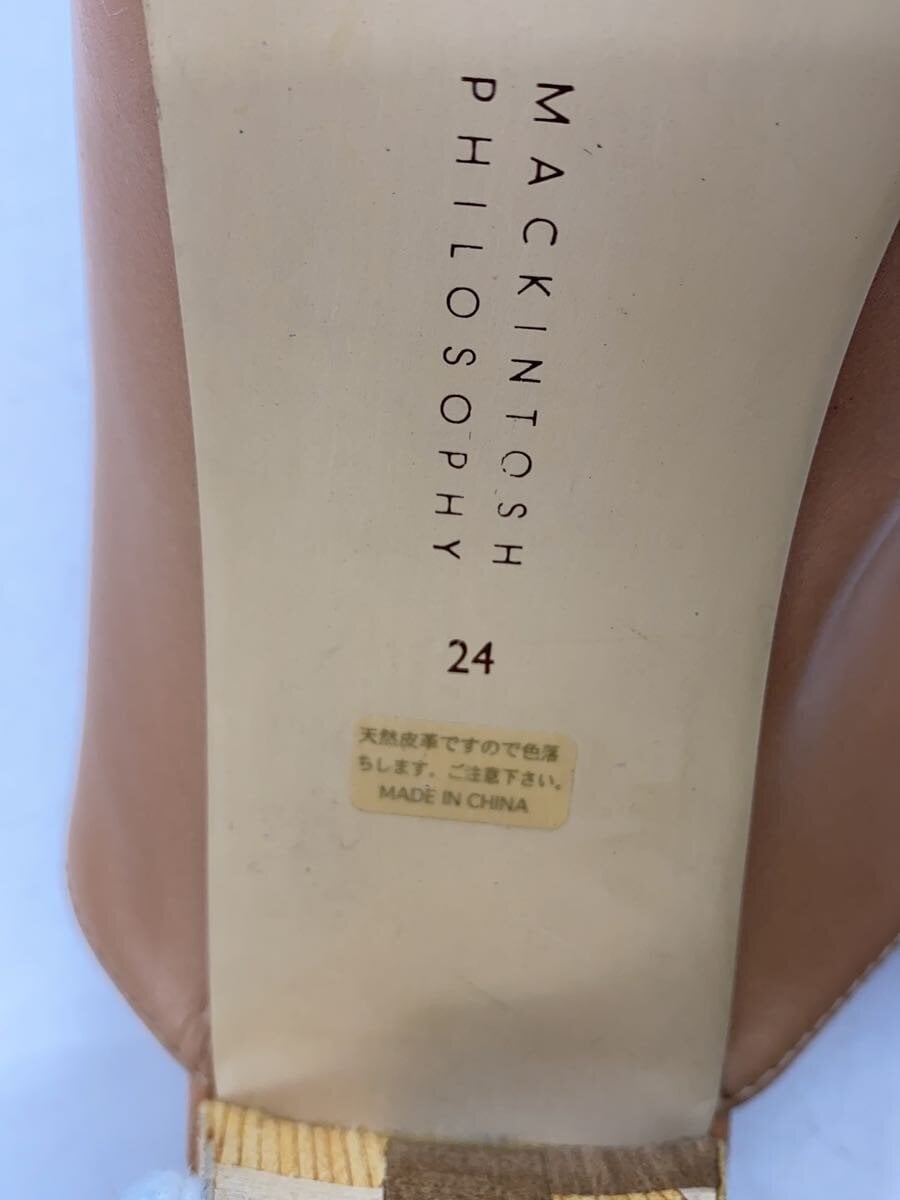 MACKINTOSH
PHILOSOPHY
24
天然皮革ですので色落
ちします。ご注意下さい。
MADE IN CHINA